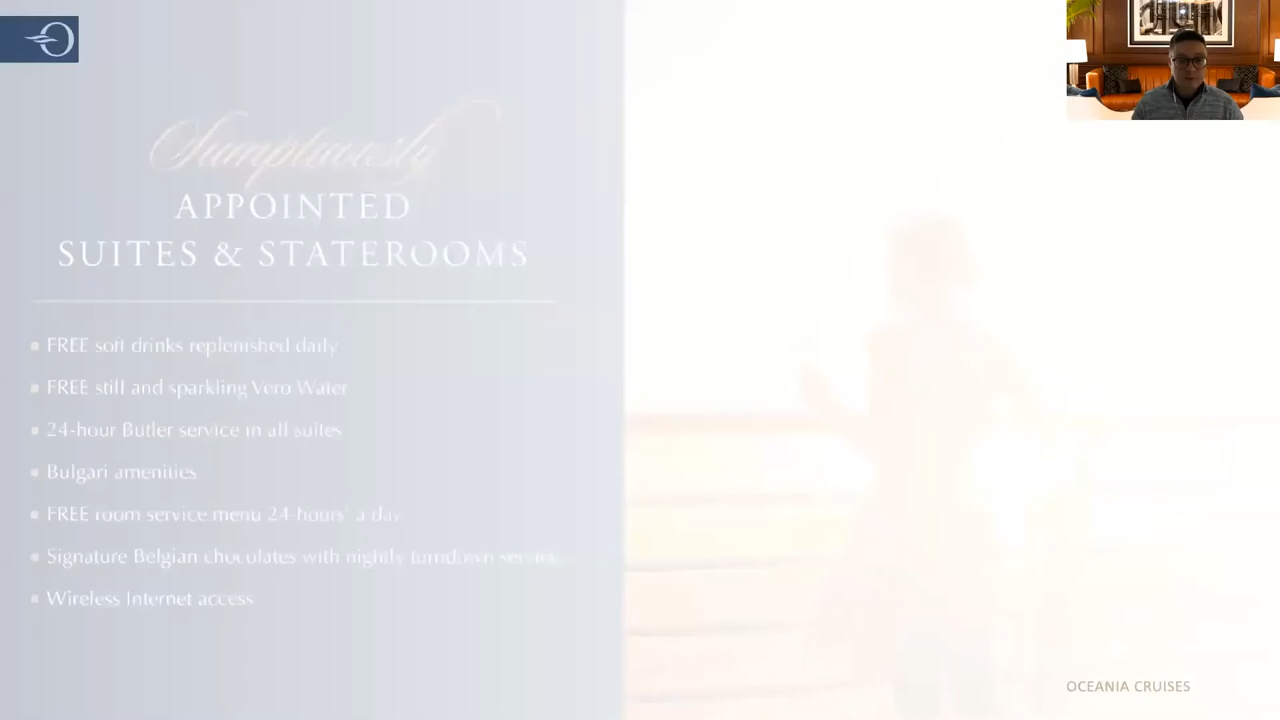 Sumptuously
APPOINTED
SUITES & STATEROOMS
FREE soft drinks replenished daily
FREE still and sparkling Vero Water
24-hour Butler service in all suites
Bulgari amenities
FREE room service menu 24-hours' a day
Signature Belgian chocolates with nightly turndown service
Wireless Internet access
OCEANIA CRUISES